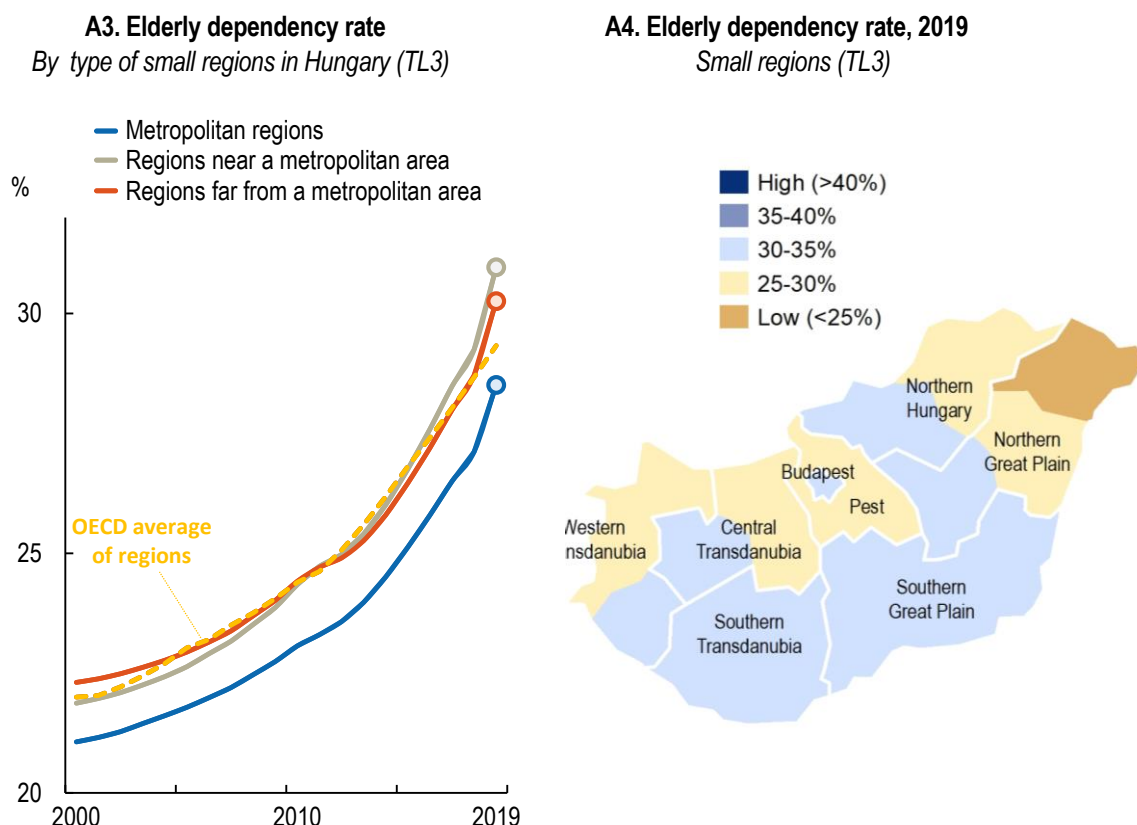 A3. Elderly dependency rate
By type of small regions in Hungary (TL3)
Metropolitan regions
Regions near a metropolitan area
Regions far from a metropolitan area
%
30
25
20
OECD average
of regions
2000
2010
2019
A4. Elderly dependency rate, 2019
Small regions (TL3)
High (>40%)
35-40%
30-35%
25-30%
Low (<25%)
Northern
Hungary
Northern
Great Plain
Budapest
Pest
Western
nsdanubia
Central
Transdanubia
Southern
Great Plain
Southern
Transdanubia